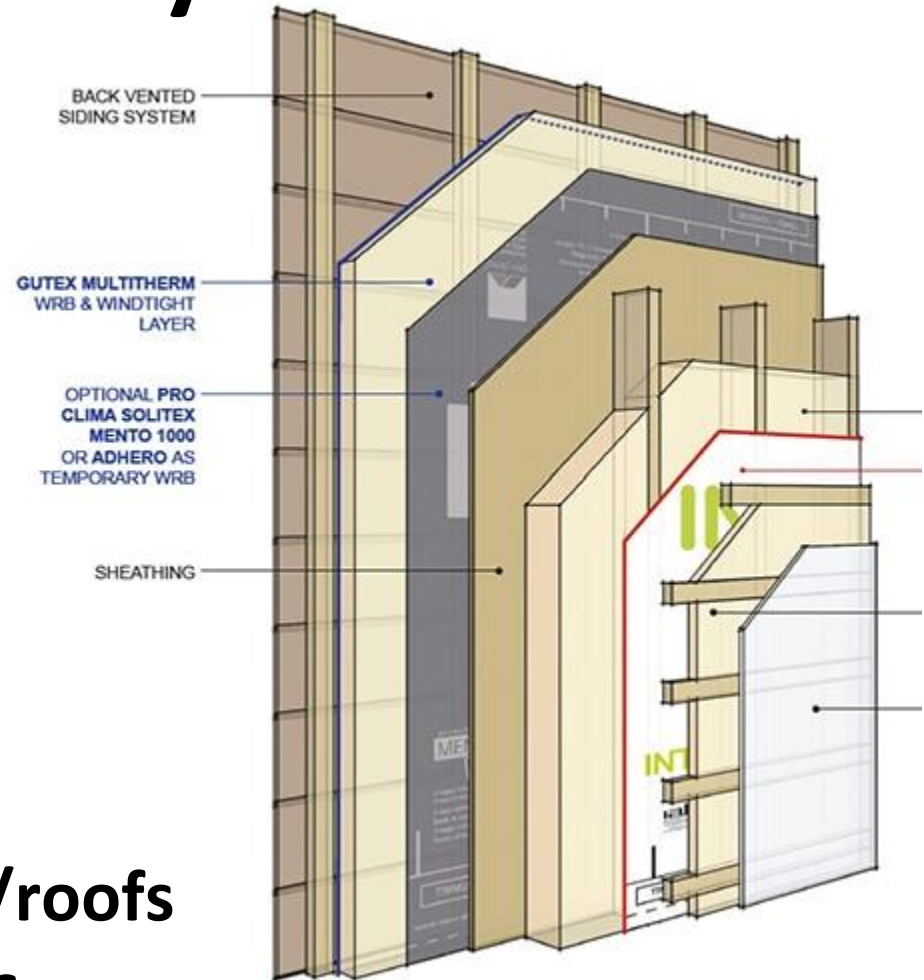 BACK VENTED
SIDING SYSTEM
GUTEX MULTITHERM
WRB & WINDTIGHT
LAYER
OPTIONAL PRO
CLIMA SOLITEX
MENTO 1000
OR ADHERO AS
TEMPORARY WRB
SHEATHING
INT
/roofs